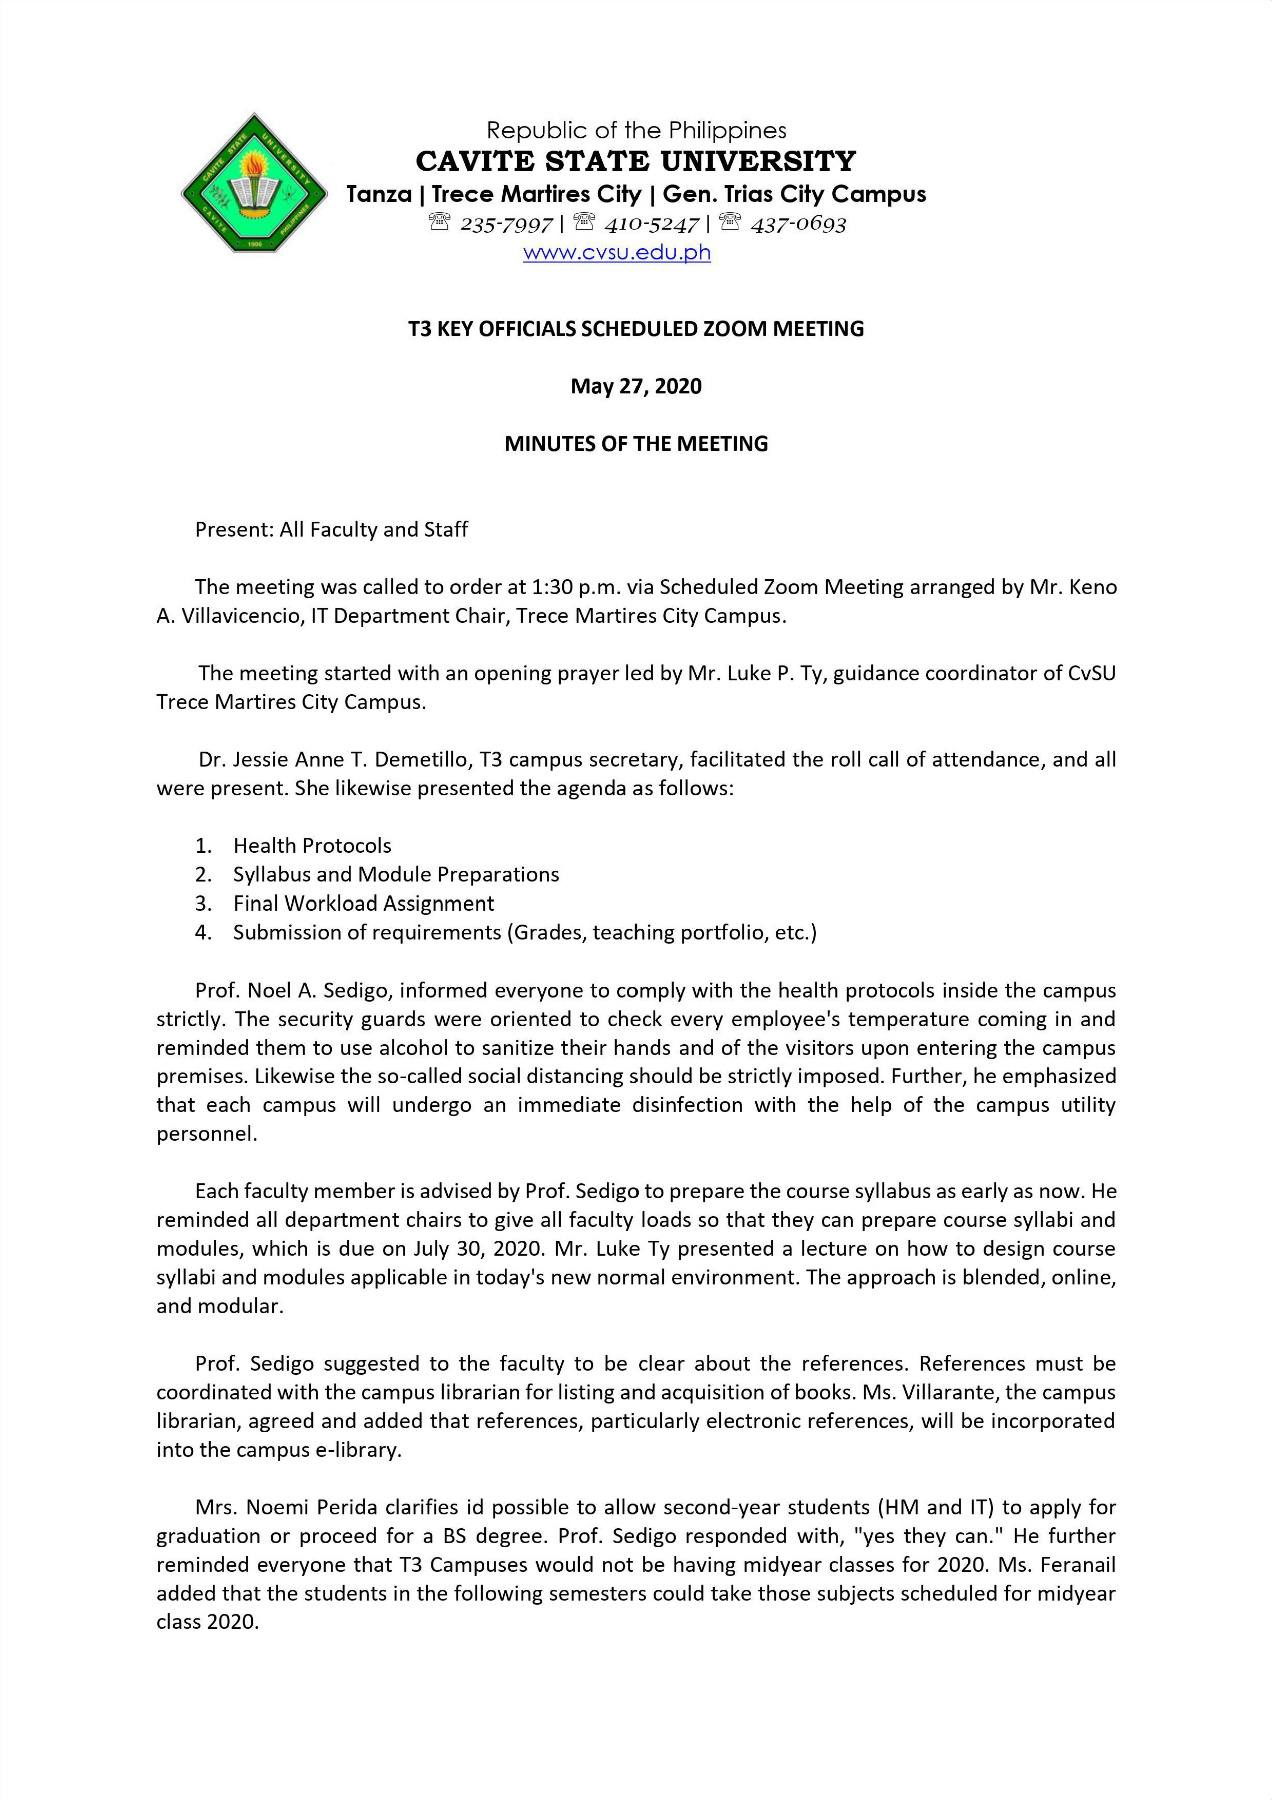 Republic of the Philippines
CAVITE STATE UNIVERSITY
Tanza | Trece Martires City | Gen. Trias City Campus
☏ 235-7997 | ☏ 410-5247 | ☏ 437-0693
www.cvsu.edu.ph
CAVITE STATE UNIVERSITY
CAVITE PHILIPPINES
1906
T3 KEY OFFICIALS SCHEDULED ZOOM MEETING
May 27, 2020
MINUTES OF THE MEETING
Present: All Faculty and Staff
The meeting was called to order at 1:30 p.m. via Scheduled Zoom Meeting arranged by Mr. Keno
A. Villavicencio, IT Department Chair, Trece Martires City Campus.
The meeting started with an opening prayer led by Mr. Luke P. Ty, guidance coordinator of CvSU
Trece Martires City Campus.
Dr. Jessie Anne T. Demetillo, T3 campus secretary, facilitated the roll call of attendance, and all
were present. She likewise presented the agenda as follows:
1. Health Protocols
2. Syllabus and Module Preparations
3. Final Workload Assignment
4. Submission of requirements (Grades, teaching portfolio, etc.)
Prof. Noel A. Sedigo, informed everyone to comply with the health protocols inside the campus
strictly. The security guards were oriented to check every employee's temperature coming in and
reminded them to use alcohol to sanitize their hands and of the visitors upon entering the campus
premises. Likewise the so-called social distancing should be strictly imposed. Further, he emphasized
that each campus will undergo an immediate disinfection with the help of the campus utility
personnel.
Each faculty member is advised by Prof. Sedigo to prepare the course syllabus as early as now. He
reminded all department chairs to give all faculty loads so that they can prepare course syllabi and
modules, which is due on July 30, 2020. Mr. Luke Ty presented a lecture on how to design course
syllabi and modules applicable in today's new normal environment. The approach is blended, online,
and modular.
Prof. Sedigo suggested to the faculty to be clear about the references. References must be
coordinated with the campus librarian for listing and acquisition of books. Ms. Villarante, the campus
librarian, agreed and added that references, particularly electronic references, will be incorporated
into the campus e-library.
Mrs. Noemi Perida clarifies id possible to allow second-year students (HM and IT) to apply for
graduation or proceed for a BS degree. Prof. Sedigo responded with, "yes they can." He further
reminded everyone that T3 Campuses would not be having midyear classes for 2020. Ms. Feranail
added that the students in the following semesters could take those subjects scheduled for midyear
class 2020.